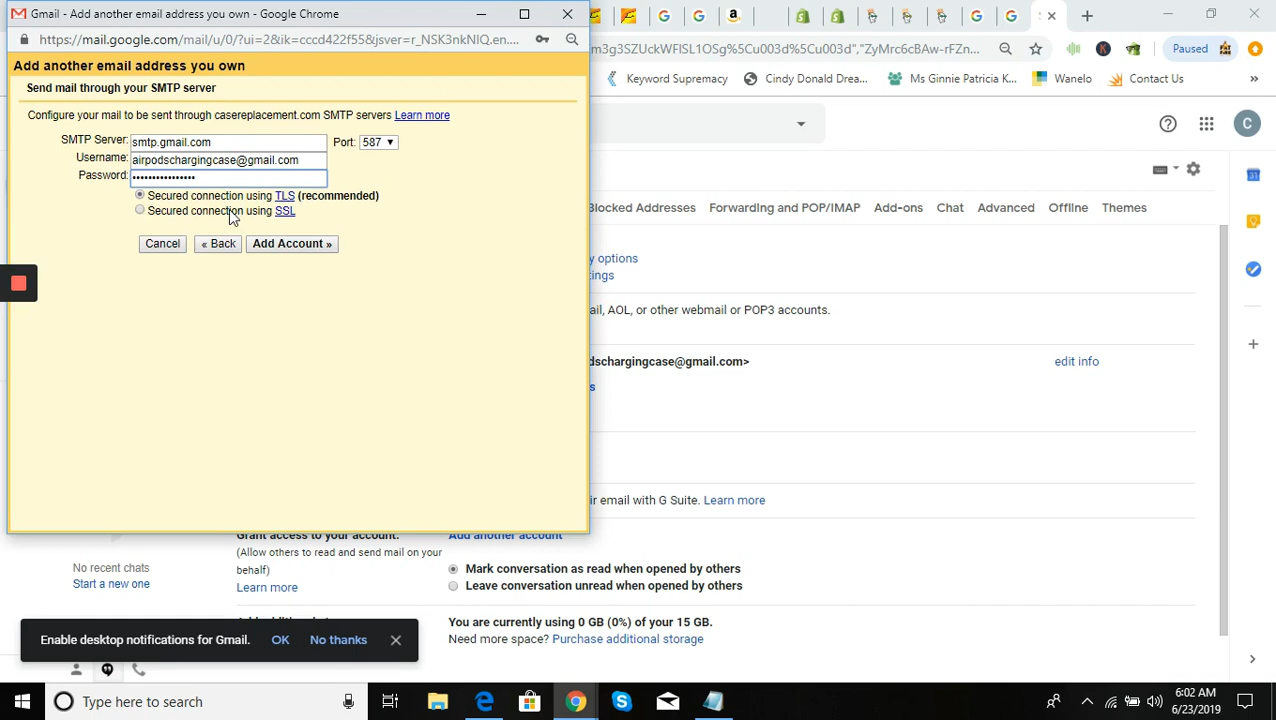 Gmail - Add another email address you own - Google Chrome
https://mail.google.com/mail/u/0/?ui=2&ik=cccd422f55&jsver=r_NSK3nkNIQ.en....
m3g3SZUckWFlSL1OSg%5Cu003d%5Cu003d","ZyMrc6cBAw-rFZn...
Paused
Keyword Supremacy
Cindy Donald Drea...
Ms Ginnie Patricia K...
Wanelo
Contact Us
»
Add another email address you own
Send mail through your SMTP server
Configure your mail to be sent through casereplacement.com SMTP servers Learn more
SMTP Server: smtp.gmail.com Port: 587
Username: airpodschargingcase@gmail.com
Password: ••••••••••••••••
Secured connection using TLS (recommended)
Secured connection using SSL
Cancel « Back Add Account »
C
Blocked Addresses Forwarding and POP/IMAP Add-ons Chat Advanced Offline Themes
y options
tings
ail, AOL, or other webmail or POP3 accounts.
dschargingcase@gmail.com> edit info
s
ir email with G Suite. Learn more
Grant access to your account: Add another account
(Allow others to read and send mail on your
behalf)
Learn more
Mark conversation as read when opened by others
Leave conversation unread when opened by others
No recent chats
Start a new one
You are currently using 0 GB (0%) of your 15 GB.
Need more space? Purchase additional storage
Enable desktop notifications for Gmail. OK No thanks
Type here to search
6:02 AM
6/23/2019